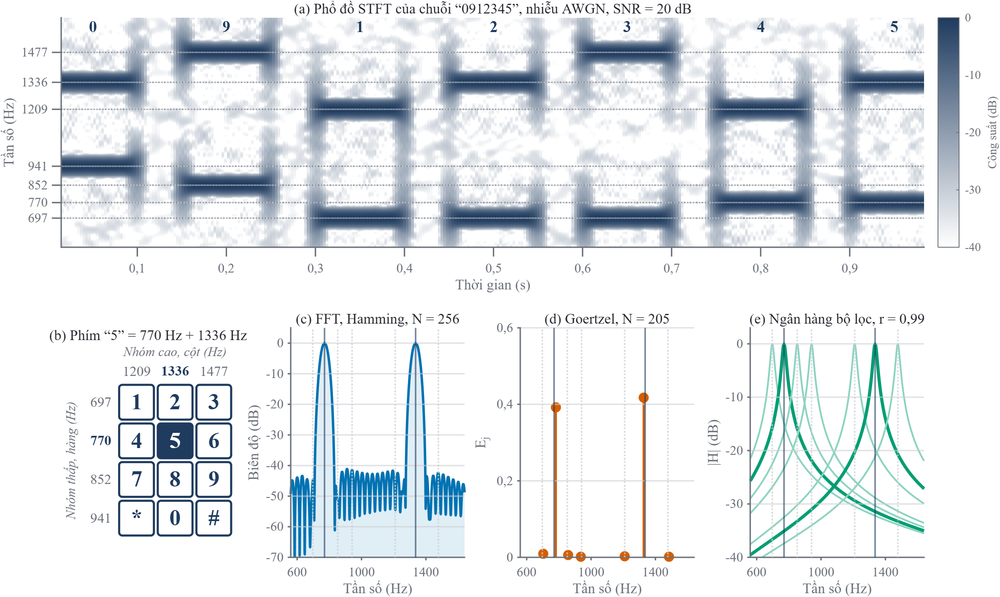 (a) Phổ đồ STFT của chuỗi “0912345”, nhiễu AWGN, SNR = 20 dB
0 9 1 2 3 4 5
Tần số (Hz)
1477
1336
1209
941
852
770
697
0,1 0,2 0,3 0,4 0,5 0,6 0,7 0,8 0,9
Thời gian (s)
0
-10
-20
-30
-40
Công suất (dB)
(b) Phím “5” = 770 Hz + 1336 Hz
Nhóm cao, cột (Hz)
1209 1336 1477
Nhóm thấp, hàng (Hz)
697 1 2 3
770 4 5 6
852 7 8 9
941 * 0 #
(c) FFT, Hamming, N = 256
Biên độ (dB)
0
-10
-20
-30
-40
-50
-60
-70
600 1000 1400
Tần số (Hz)
(d) Goertzel, N = 205
Ej
0,6
0,4
0,2
0
600 1000 1400
Tần số (Hz)
(e) Ngân hàng bộ lọc, r = 0,99
|H| (dB)
0
-10
-20
-30
-40
600 1000 1400
Tần số (Hz)